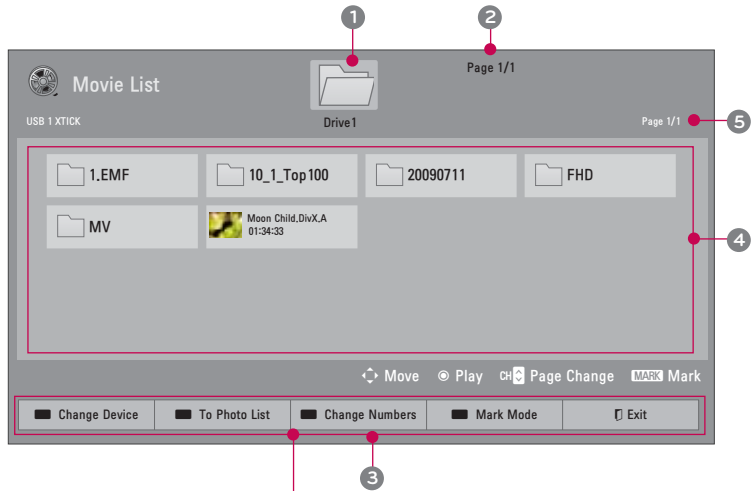 1
2
Page 1/1
Movie List
USB 1 XTICK
Drive1
Page 1/1
5
1.EMF
10_1_Top100
20090711
FHD
MV
Moon Child.DivX.A
01:34:33
4
Move
Play
CH Page Change
MARK Mark
Change Device
To Photo List
Change Numbers
Mark Mode
Exit
3